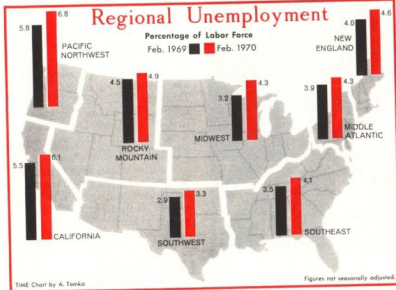 Regional Unemployment
Percentage of Labor Force
Feb. 1969 Feb. 1970
5.8 6.8
PACIFIC
NORTHWEST
4.0 4.6
NEW
ENGLAND
4.5 4.9
ROCKY
MOUNTAIN
3.2 4.3
MIDWEST
3.9 4.3
MIDDLE
ATLANTIC
5.5 6.1
CALIFORNIA
2.9 3.3
SOUTHWEST
3.5 4.1
SOUTHEAST
TIME Chart by A. Tomko
Figures not seasonally adjusted.